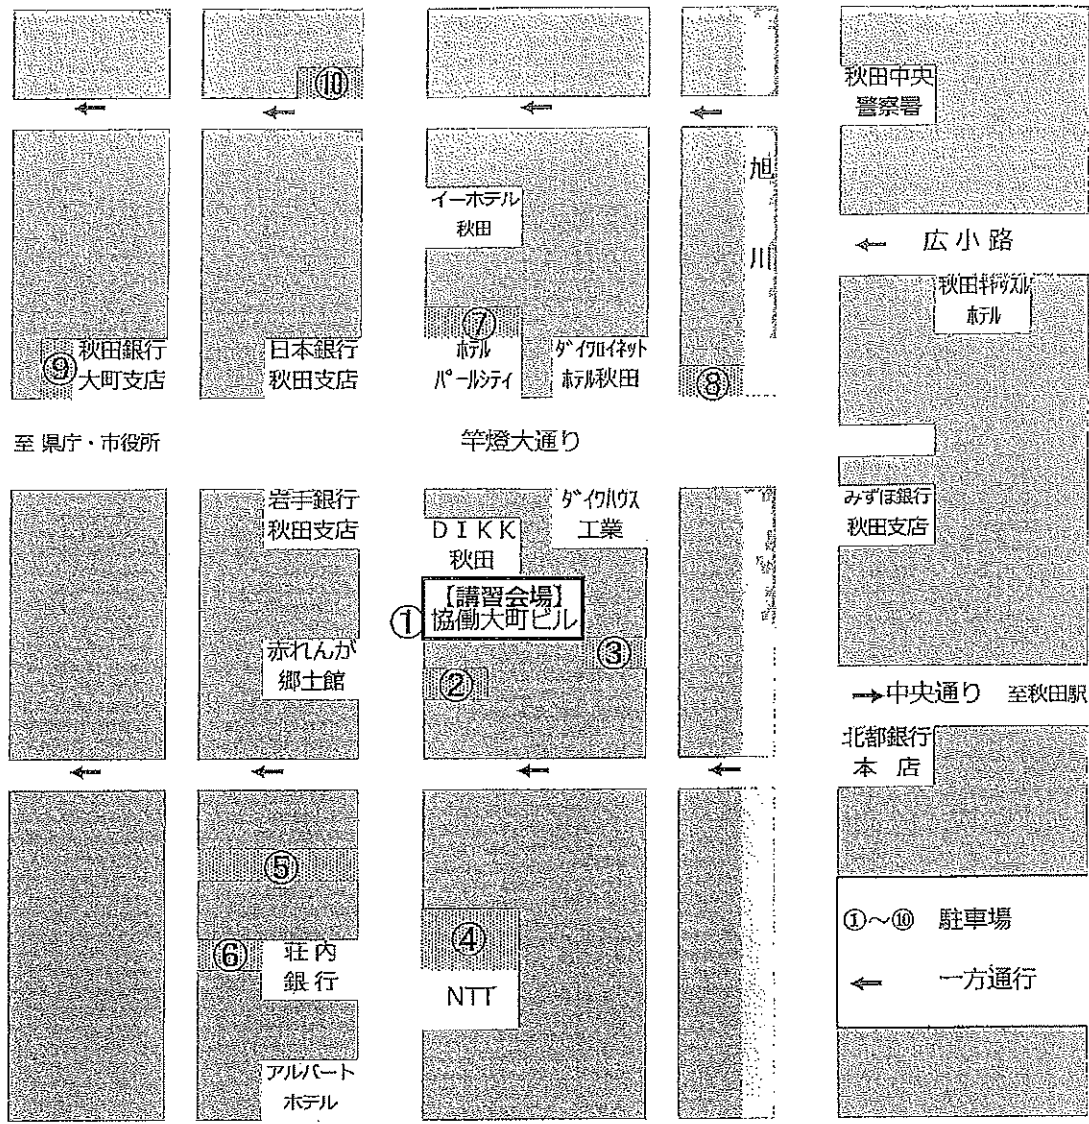 ⑩
秋田中央
警察署
旭
川
イーホテル
秋田
← 広小路
秋田キャッスル
ホテル
⑦
⑨
秋田銀行
大町支店
日本銀行
秋田支店
ホテル
パールシティ
ダイワロイネット
ホテル秋田
⑧
至 県庁・市役所
竿燈大通り
岩手銀行
秋田支店
DIKK
秋田
ダイワハウス
工業
みずほ銀行
秋田支店
①
【講習会場】
協働大町ビル
③
赤れんが
郷土館
②
→中央通り 至秋田駅
北都銀行
本店
⑤
④
⑥
荘内
銀行
NTT
①～⑩ 駐車場
← 一方通行
アルバート
ホテル